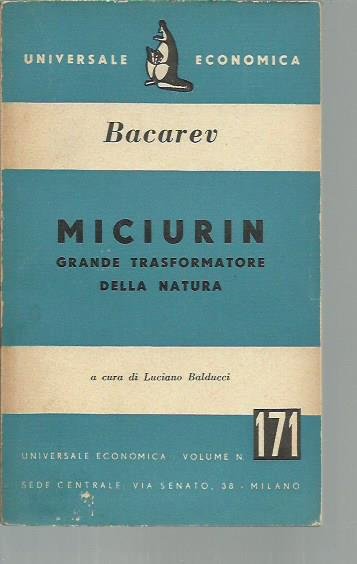 UNIVERSALE ECONOMICA
Bacarev
MICIURIN
GRANDE TRASFORMATORE
DELLA NATURA
a cura di Luciano Balducci
UNIVERSALE ECONOMICA · VOLUME N. 171
SEDE CENTRALE: VIA SENATO, 38 - MILANO